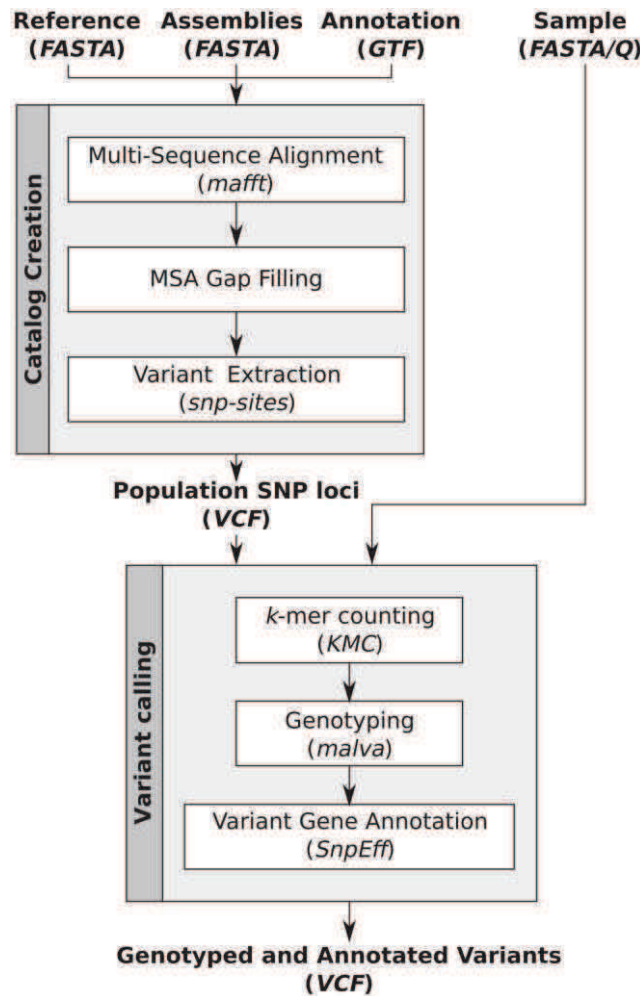 Reference Assemblies Annotation Sample
(FASTA) (FASTA) (GTF) (FASTA/Q)
Catalog Creation
Multi-Sequence Alignment
(mafft)
MSA Gap Filling
Variant Extraction
(snp-sites)
Population SNP loci
(VCF)
Variant calling
k-mer counting
(KMC)
Genotyping
(malva)
Variant Gene Annotation
(SnpEff)
Genotyped and Annotated Variants
(VCF)